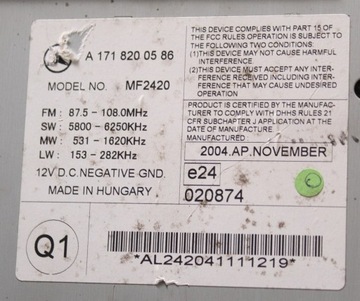 A 171 820 05 86
MODEL NO. MF2420
FM: 87.5 - 108.0MHz
SW: 5800 - 6250KHz
MW: 531 - 1620KHz
LW: 153 - 282KHz
12V D.C.NEGATIVE GND.
MADE IN HUNGARY
THIS DEVICE COMPLIES WITH PART 15 OF
THE FCC RULES OPERATION IS SUBJECT TO
THE FOLLOWING TWO CONDITIONS:
(1)THIS DEVICE MAY NOT CAUSE HARMFUL
INTERFERENCE AND
(2)THIS DEVICE MUST ACCEPT ANY INTER-
FERENCE RECEIVED INCLUDING INTER-
FERENCE THAT MAY CAUSE UNDESIRED
OPERATION.
PRODUCT IS CERTIFIED BY THE MANUFAC-
TURER TO COMPLY WITH DHHS RULES 21
CFR SUBCHAPTER J APPLICATION AT THE
DATE OF MANUFACTURE
MANUFACTURED
2004.AP.NOVEMBER
e24
020874
Q1
*AL242041111219*